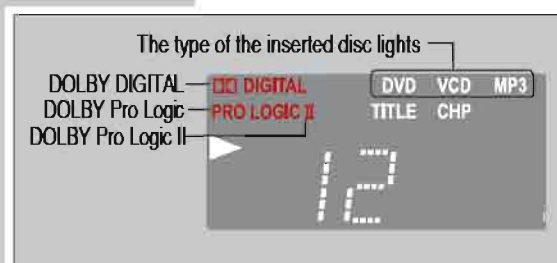 The type of the inserted disc lights
DOLBY DIGITAL
DOLBY Pro Logic
DOLBY Pro Logic II
DIGITAL
PRO LOGIC II
DVD VCD MP3
TITLE CHP
12